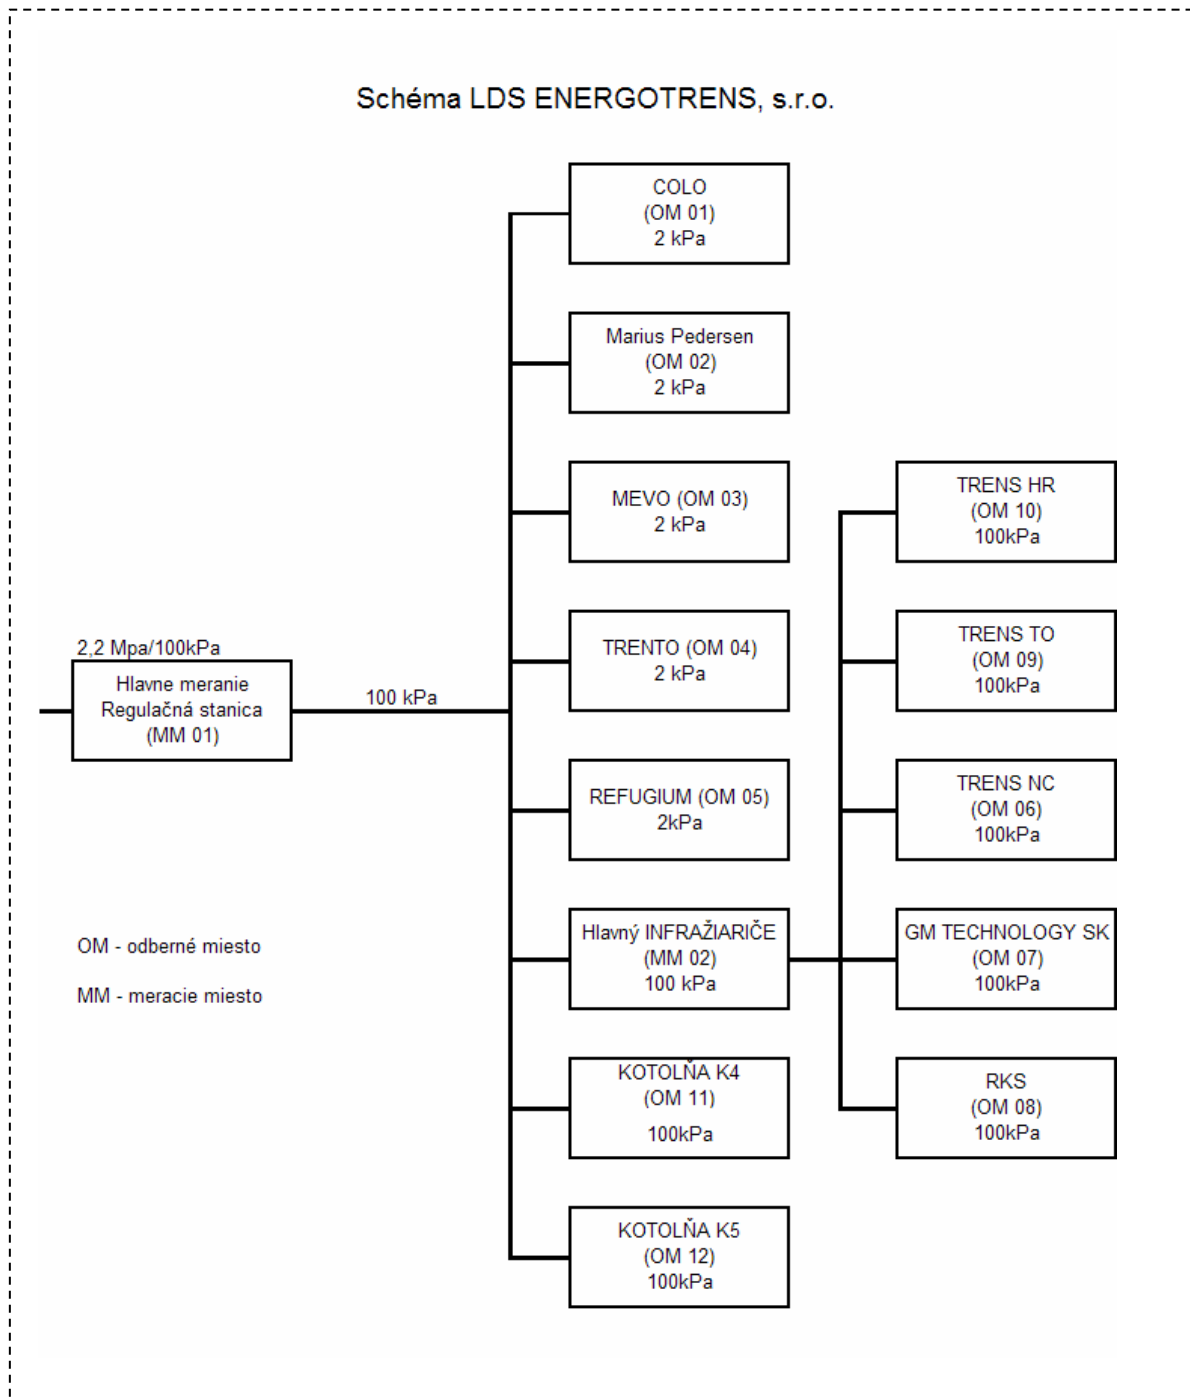 Schéma LDS ENERGOTRENS, s.r.o.
COLO
(OM 01)
2 kPa
Marius Pedersen
(OM 02)
2 kPa
MEVO (OM 03)
2 kPa
TRENTO (OM 04)
2 kPa
REFUGIUM (OM 05)
2kPa
Hlavný INFRAŽIARIČE
(MM 02)
100 kPa
KOTOLŇA K4
(OM 11)
100kPa
KOTOLŇA K5
(OM 12)
100kPa
TRENS HR
(OM 10)
100kPa
TRENS TO
(OM 09)
100kPa
TRENS NC
(OM 06)
100kPa
GM TECHNOLOGY SK
(OM 07)
100kPa
RKS
(OM 08)
100kPa
2,2 Mpa/100kPa
Hlavne meranie
Regulačná stanica
(MM 01)
100 kPa
OM - odberné miesto
MM - meracie miesto